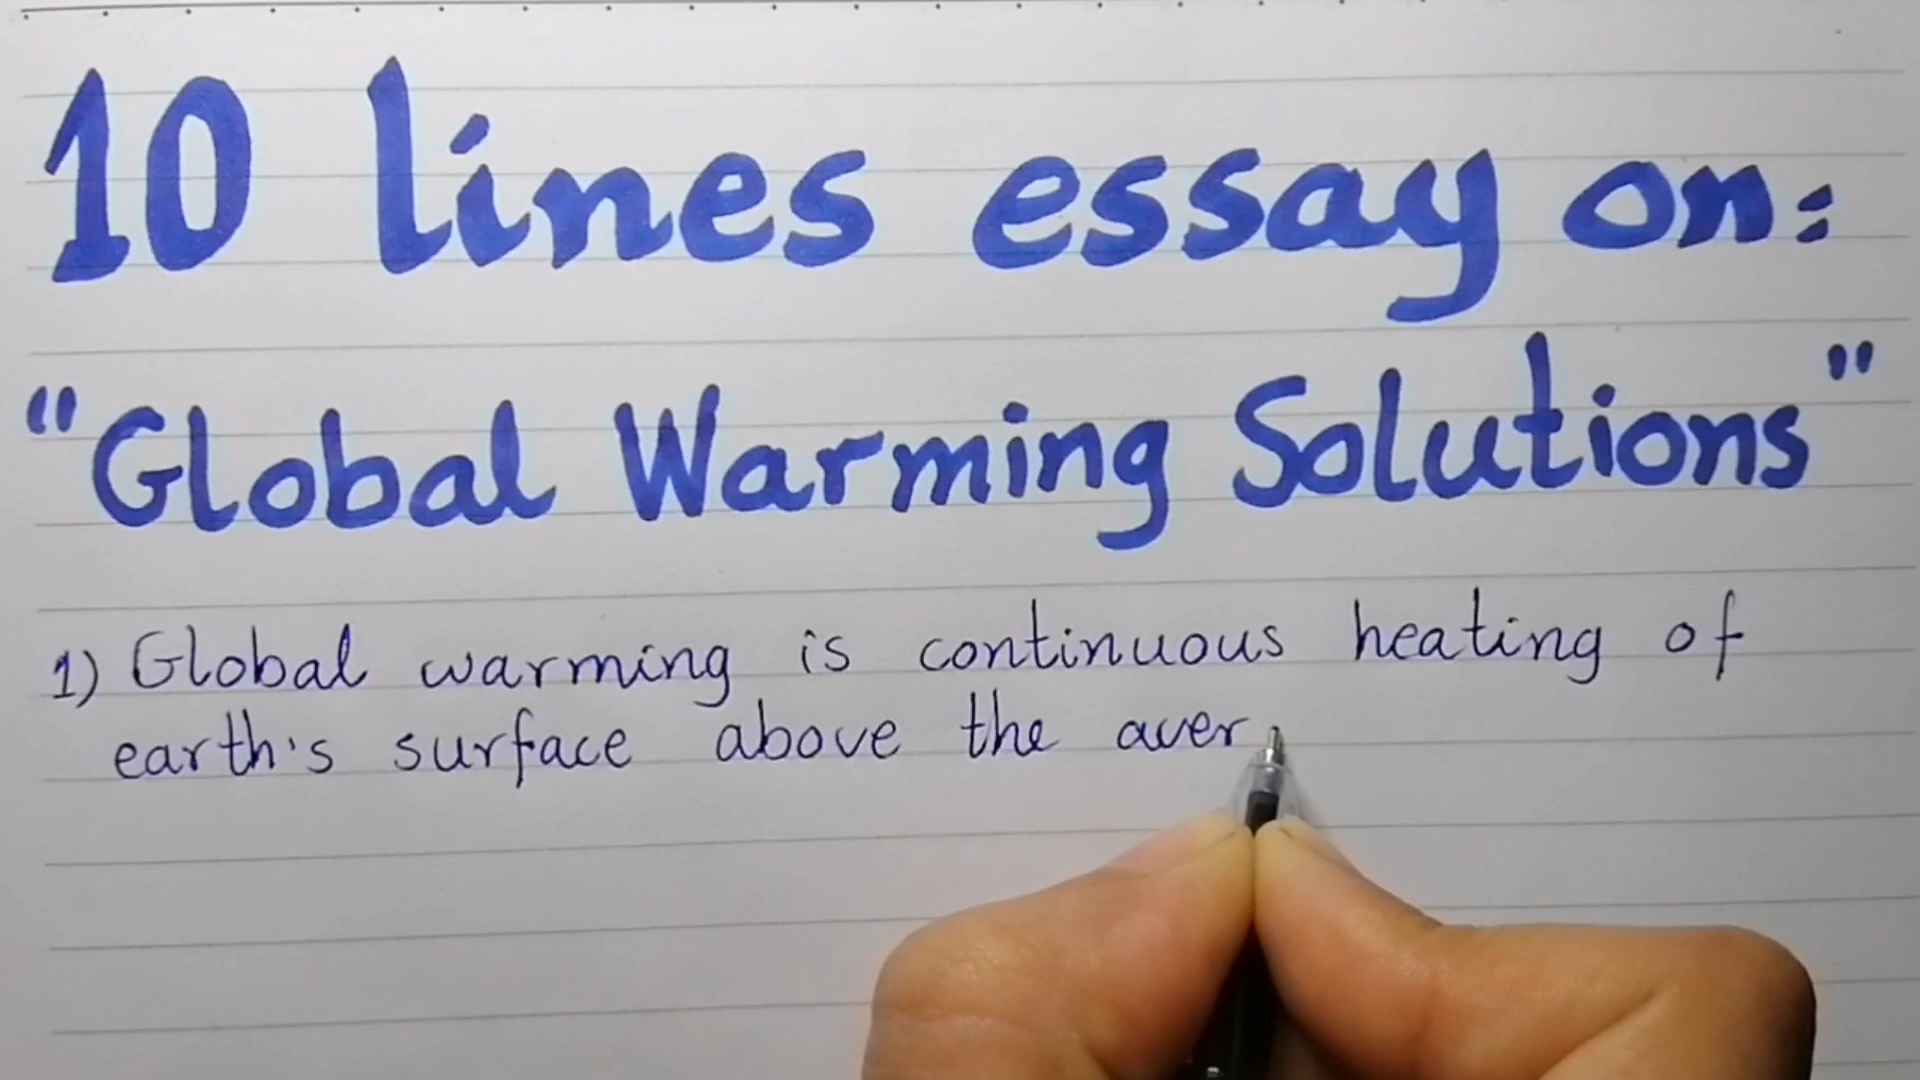 10 lines essay on:
"Global Warming Solutions"
1) Global warming is continuous heating of
earth's surface above the aver